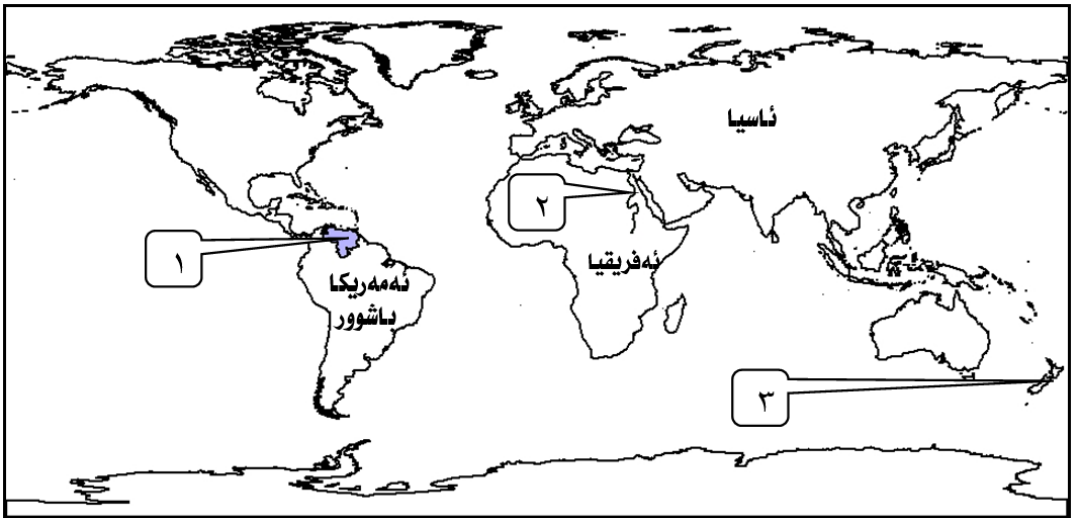 ئاسیا
٢
ئەفریقیا
١
ئەمەریکا
باشوور
٣